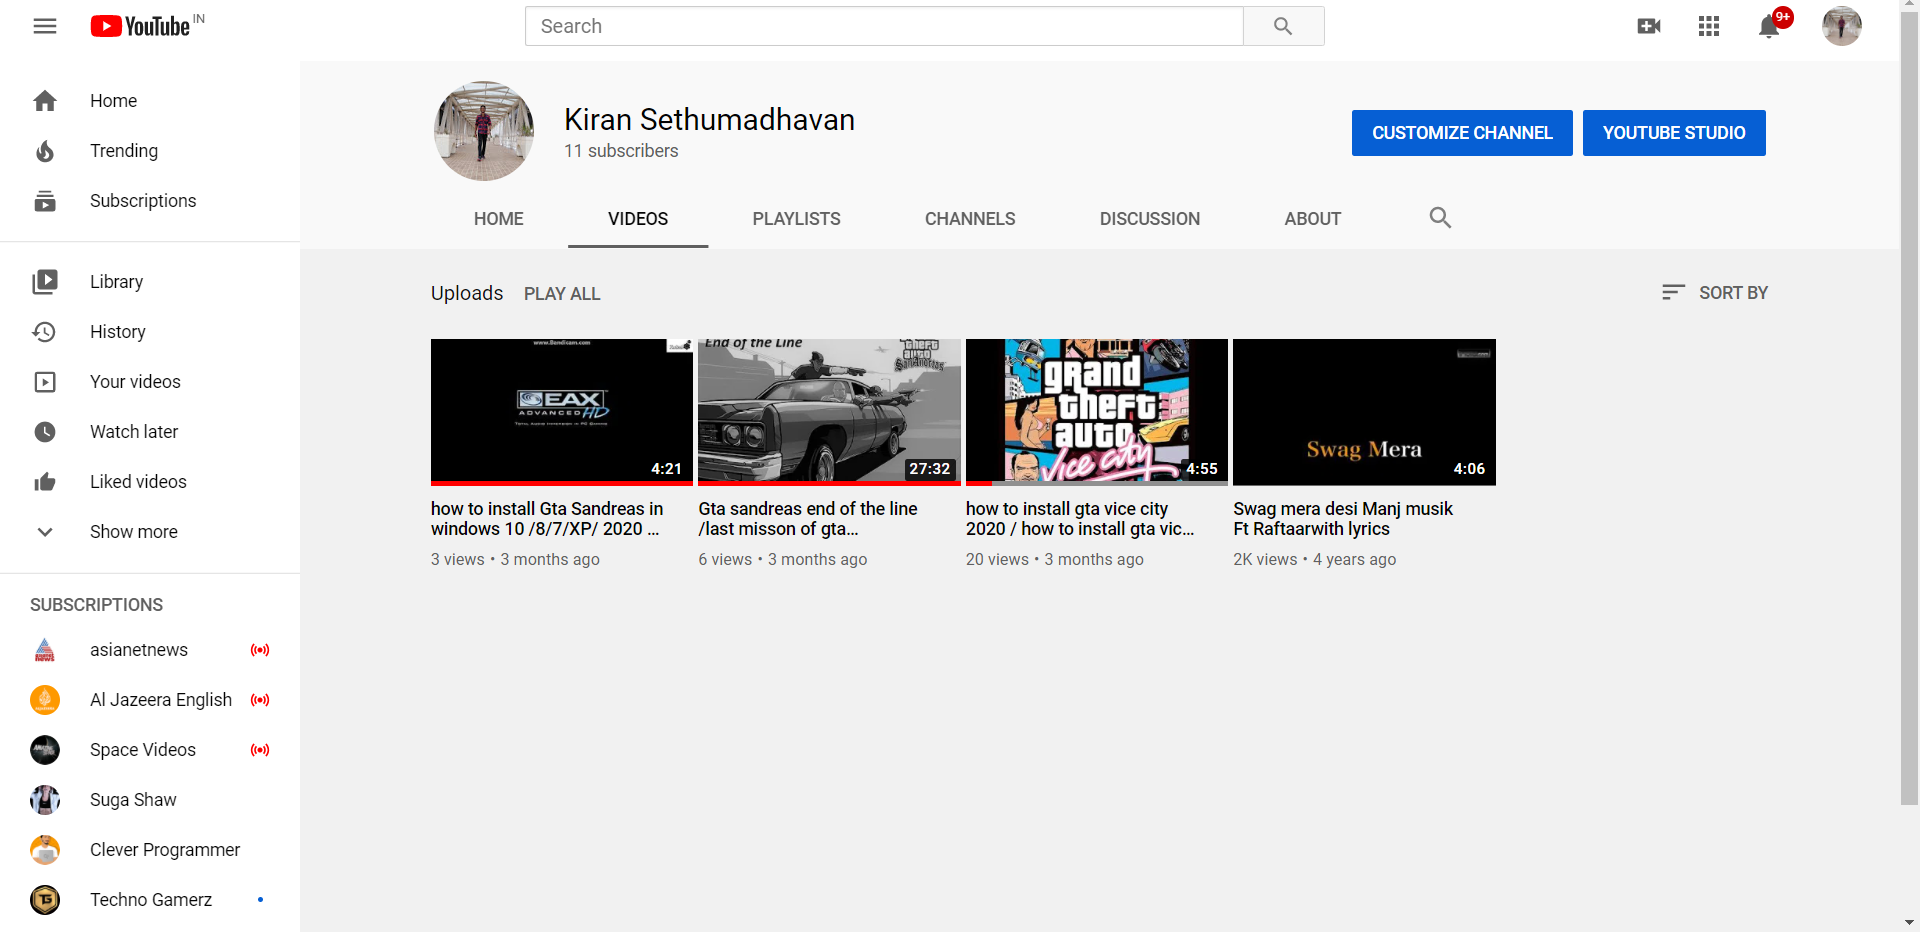 YouTube IN
Search
9+
Home
Trending
Subscriptions
Library
History
Your videos
Watch later
Liked videos
Show more
SUBSCRIPTIONS
asianetnews
Al Jazeera English
Space Videos
Suga Shaw
Clever Programmer
Techno Gamerz
Kiran Sethumadhavan
11 subscribers
CUSTOMIZE CHANNEL
YOUTUBE STUDIO
HOME VIDEOS PLAYLISTS CHANNELS DISCUSSION ABOUT
Uploads PLAY ALL
SORT BY
www.Bandicam.com
EAX
ADVANCED HD
4:21
how to install Gta Sandreas in
windows 10 /8/7/XP/ 2020 ...
3 views • 3 months ago
End of the Line
grand
theft
auto
SanAndreas
27:32
Gta sandreas end of the line
/last misson of gta...
6 views • 3 months ago
grand
theft
auto
vice city
4:55
how to install gta vice city
2020 / how to install gta vic...
20 views • 3 months ago
Swag Mera
4:06
Swag mera desi Manj musik
Ft Raftaarwith lyrics
2K views • 4 years ago